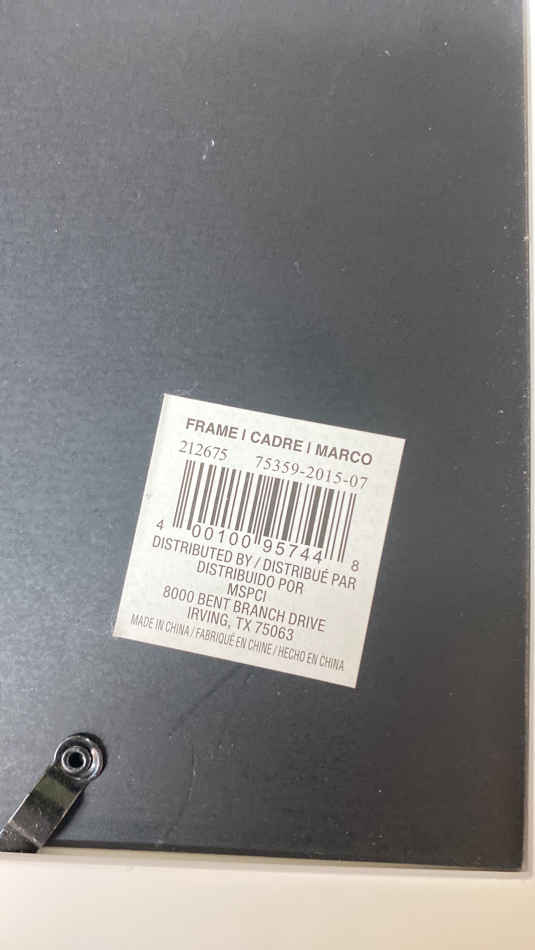 FRAME | CADRE | MARCO
212675 75359-2015-07
4 00100 95744 8
DISTRIBUTED BY / DISTRIBUÉ PAR
DISTRIBUIDO POR
MSPCI
8000 BENT BRANCH DRIVE
IRVING, TX 75063
MADE IN CHINA / FABRIQUÉ EN CHINE / HECHO EN CHINA